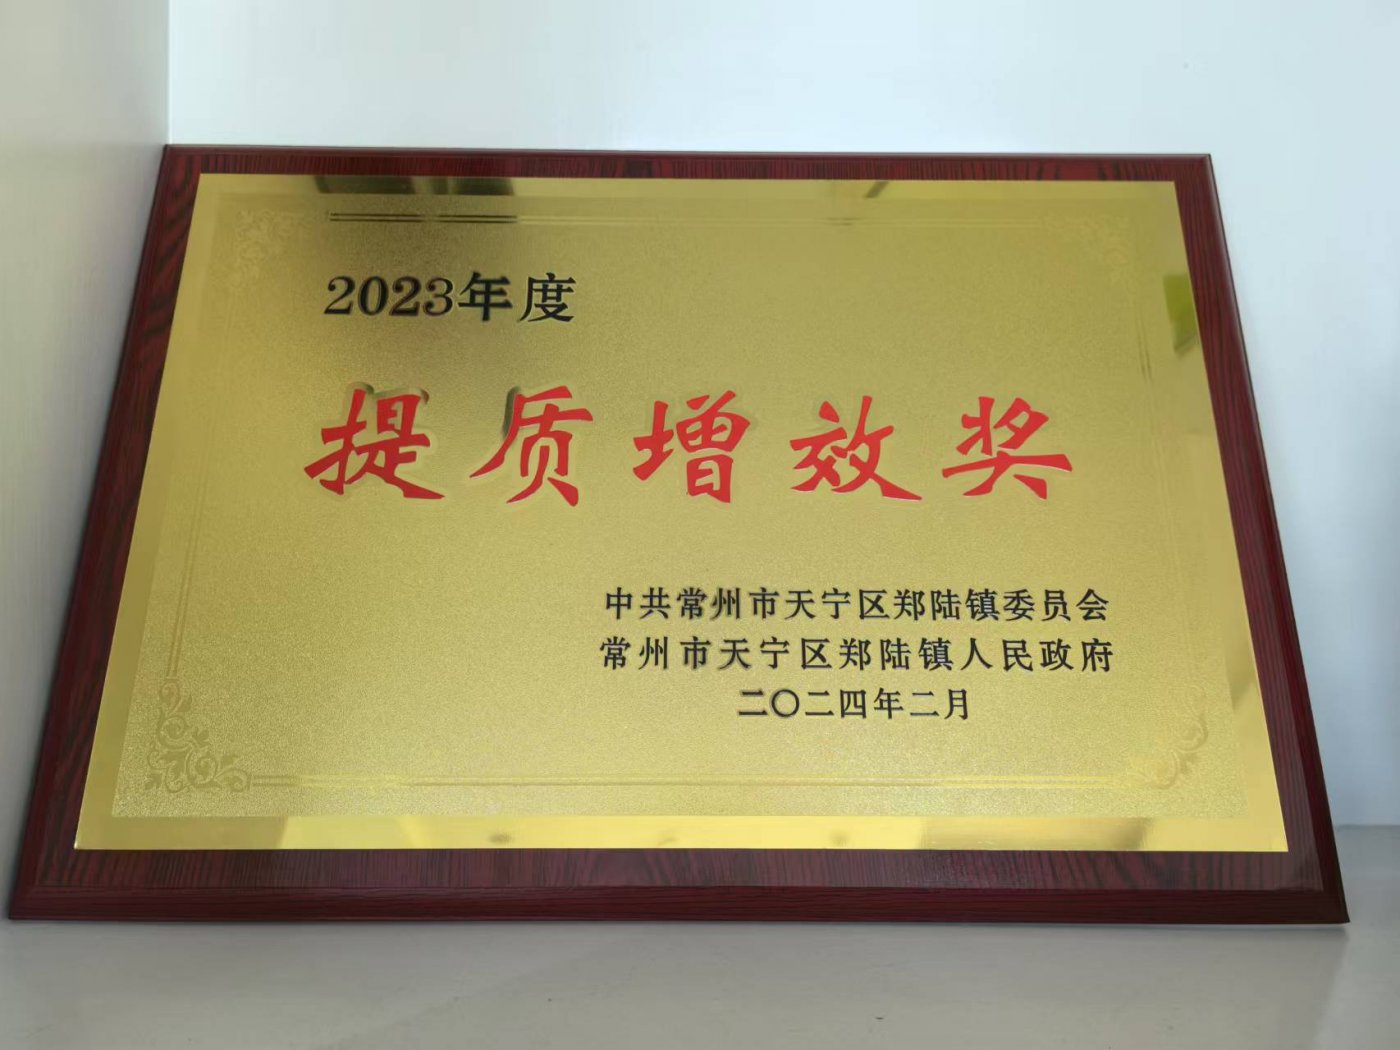 2023年度
提质增效奖
中共常州市天宁区郑陆镇委员会
常州市天宁区郑陆镇人民政府
二〇二四年二月